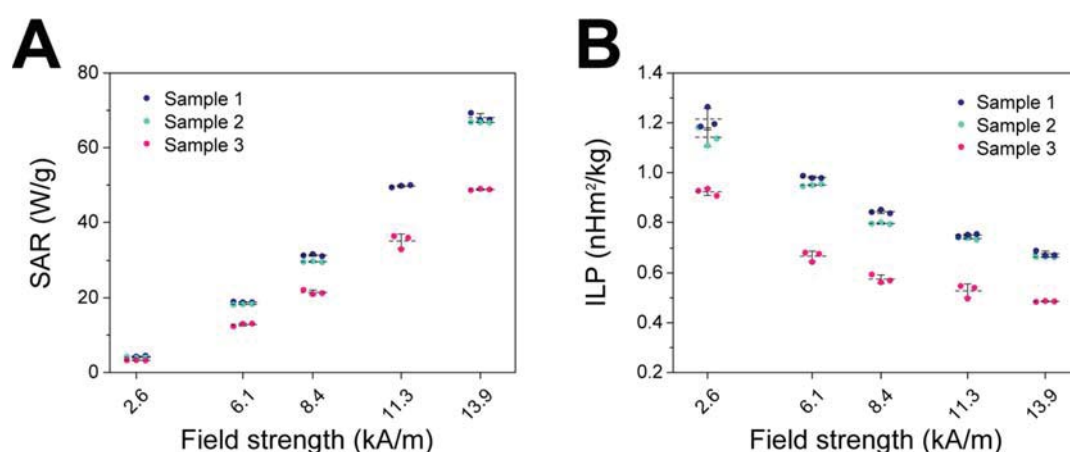 A
B
80
60
40
20
0
SAR (W/g)
Sample 1
Sample 2
Sample 3
2.6
6.1
8.4
11.3
13.9
Field strength (kA/m)
1.4
1.2
1.0
0.8
0.6
0.4
0.2
ILP (nHm²/kg)
Sample 1
Sample 2
Sample 3
2.6
6.1
8.4
11.3
13.9
Field strength (kA/m)